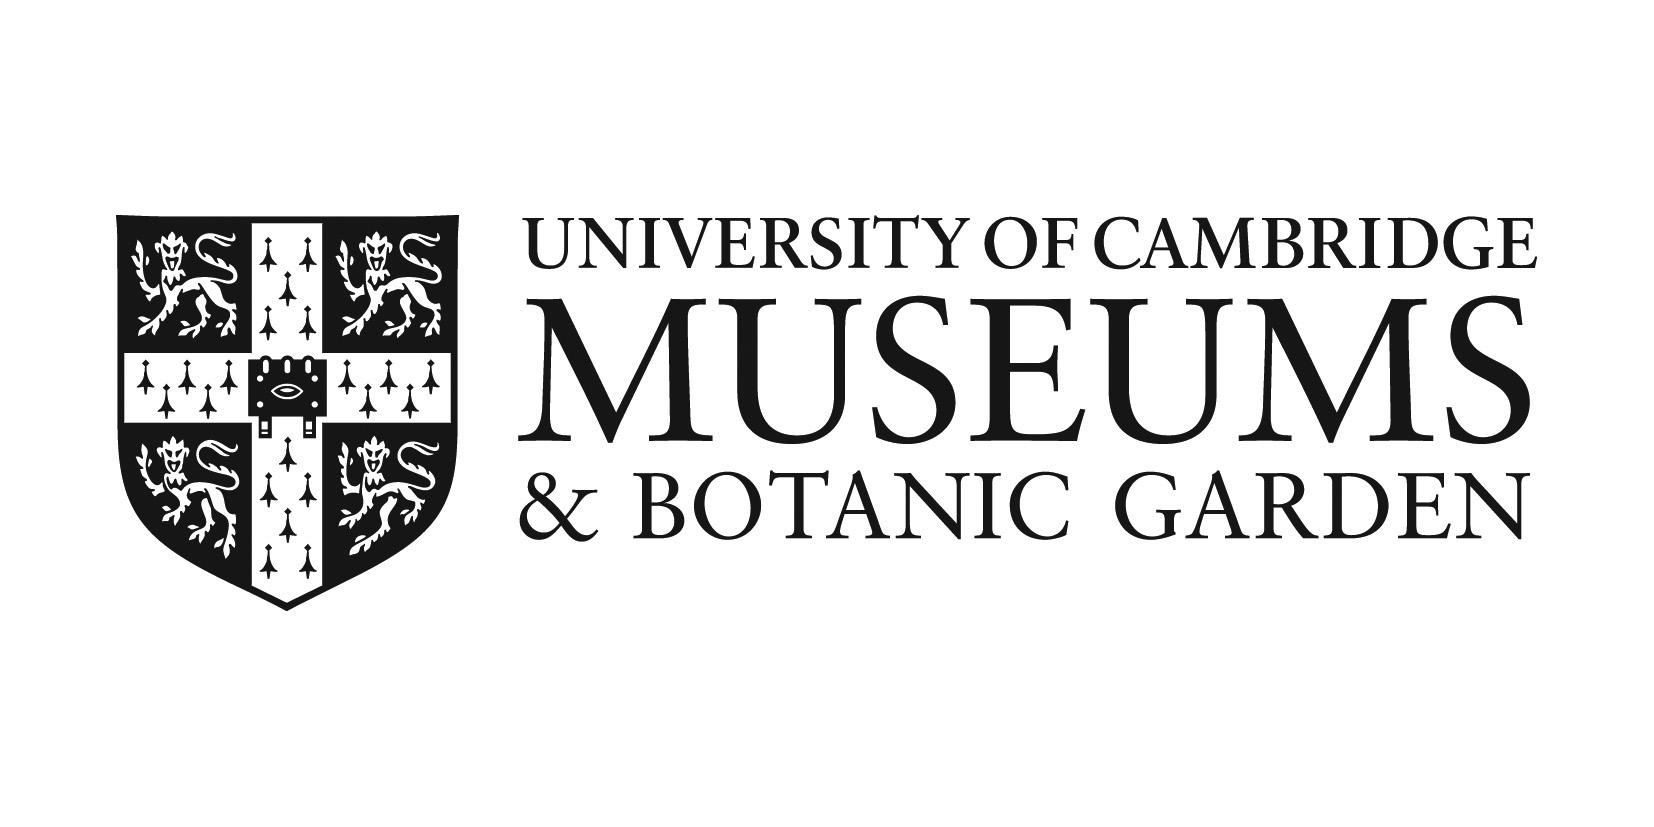 UNIVERSITY OF CAMBRIDGE
MUSEUMS
& BOTANIC GARDEN